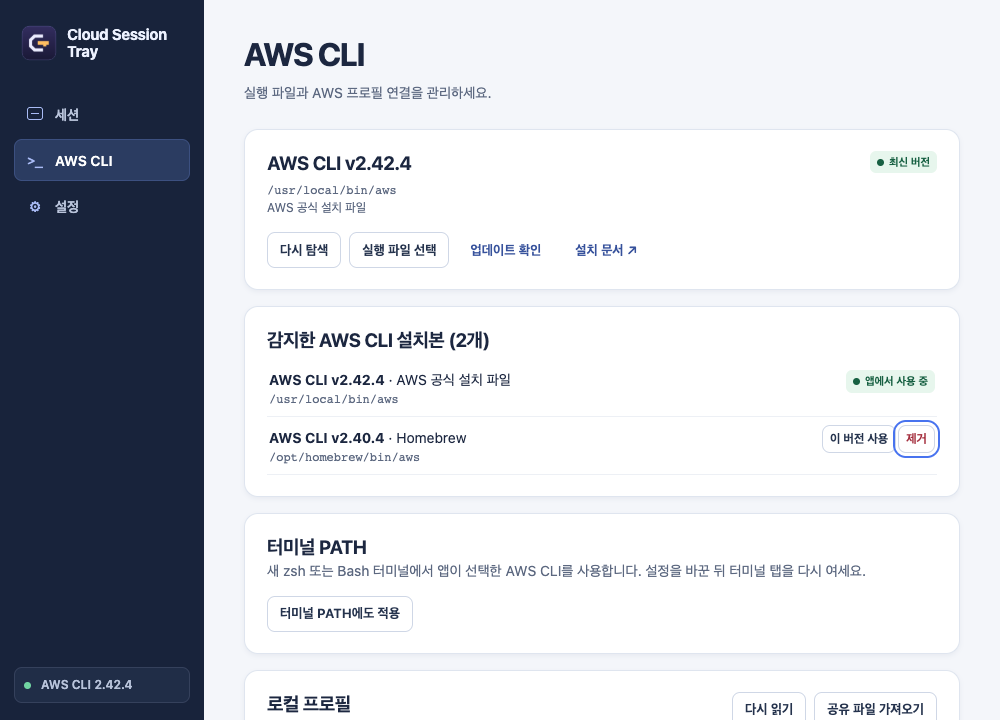 Cloud Session
Tray
세션
>_ AWS CLI
설정
AWS CLI 2.42.4
AWS CLI
실행 파일과 AWS 프로필 연결을 관리하세요.
AWS CLI v2.42.4
최신 버전
/usr/local/bin/aws
AWS 공식 설치 파일
다시 탐색 실행 파일 선택 업데이트 확인 설치 문서 ↗
감지한 AWS CLI 설치본 (2개)
AWS CLI v2.42.4 · AWS 공식 설치 파일
앱에서 사용 중
/usr/local/bin/aws
AWS CLI v2.40.4 · Homebrew
이 버전 사용 제거
/opt/homebrew/bin/aws
터미널 PATH
새 zsh 또는 Bash 터미널에서 앱이 선택한 AWS CLI를 사용합니다. 설정을 바꾼 뒤 터미널 탭을 다시 여세요.
터미널 PATH에도 적용
로컬 프로필
다시 읽기 공유 파일 가져오기